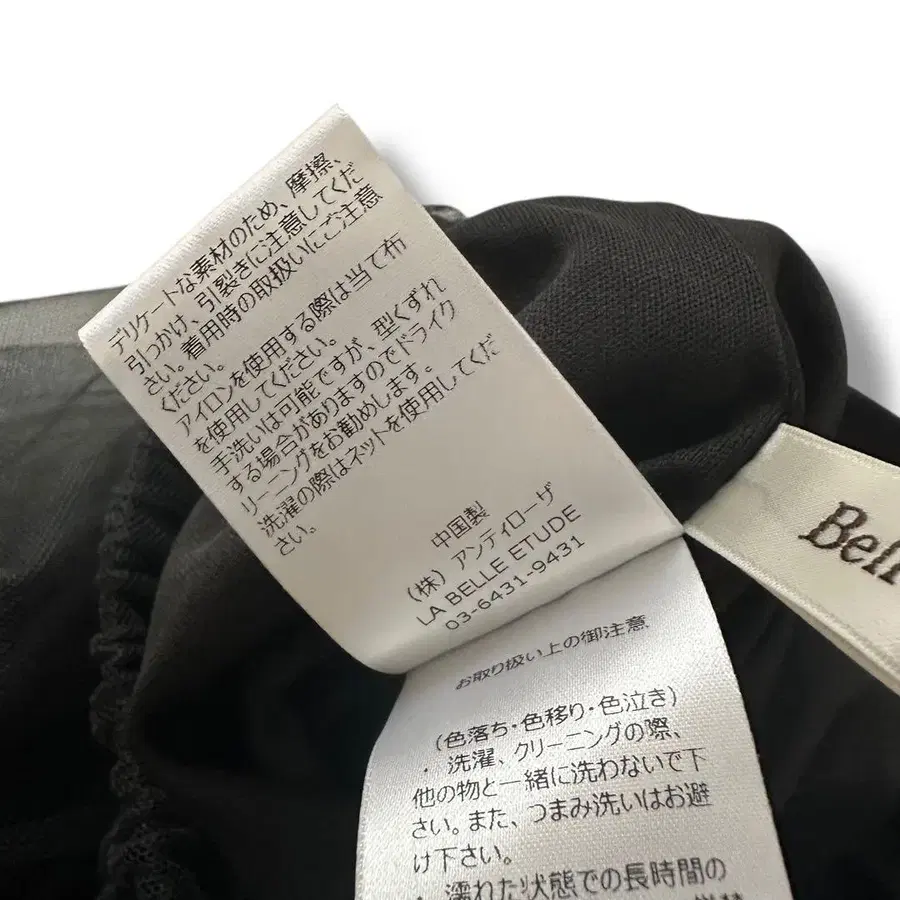 デリケートな素材のため、摩擦、
引っかけ、引裂きに注意してくだ
さい。着用時の取扱いにご注意
ください。
アイロンを使用する際は当て布
を使用してください。
手洗いは可能ですが、型くずれ
する場合がありますのでドライク
リーニングをお勧めします。
洗濯の際はネットを使用してくだ
さい。
中国製
(株) アンティローザ
LA BELLE ETUDE
03-6431-9431
Bell
お取り扱い上の御注意
(色落ち・色移り・色泣き)
・ 洗濯、クリーニングの際、
他の物と一緒に洗わないで下
さい。また、つまみ洗いはお避
け下さい。
・ 濡れた状態での長時間の